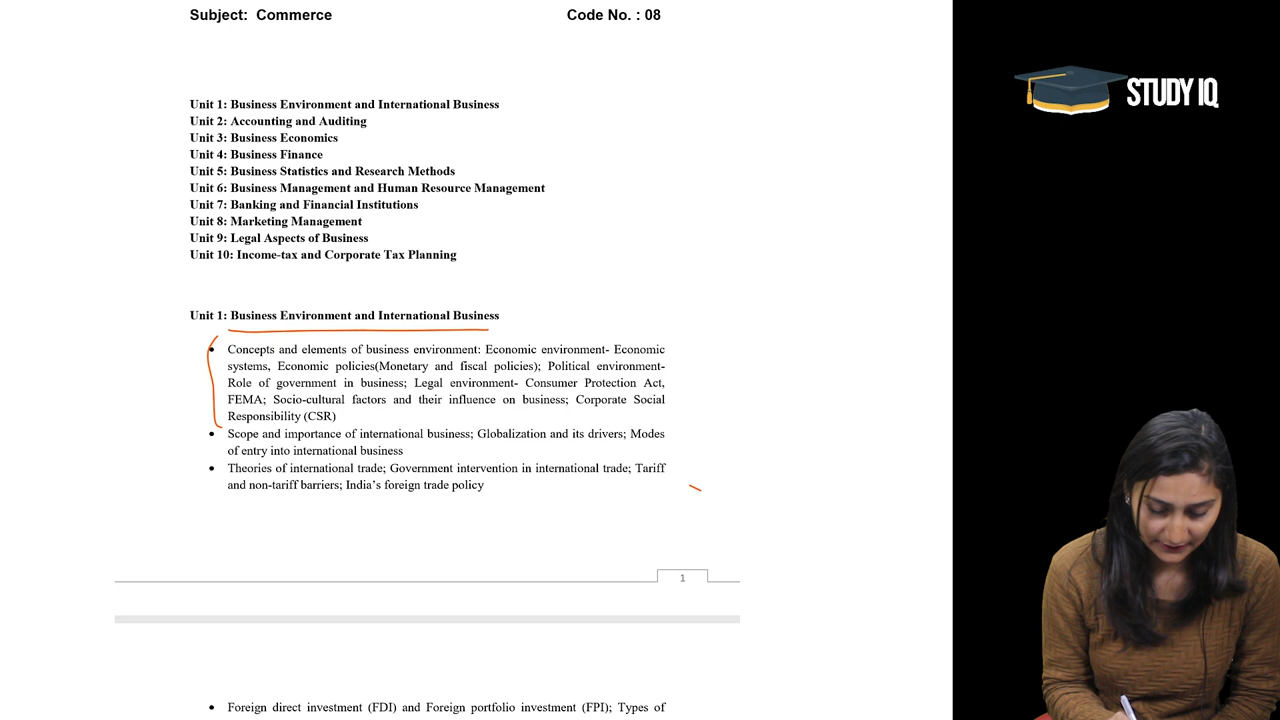 Subject: Commerce Code No. : 08
STUDY IQ
Unit 1: Business Environment and International Business
Unit 2: Accounting and Auditing
Unit 3: Business Economics
Unit 4: Business Finance
Unit 5: Business Statistics and Research Methods
Unit 6: Business Management and Human Resource Management
Unit 7: Banking and Financial Institutions
Unit 8: Marketing Management
Unit 9: Legal Aspects of Business
Unit 10: Income-tax and Corporate Tax Planning
Unit 1: Business Environment and International Business
• Concepts and elements of business environment: Economic environment- Economic
systems, Economic policies(Monetary and fiscal policies); Political environment-
Role of government in business; Legal environment- Consumer Protection Act,
FEMA; Socio-cultural factors and their influence on business; Corporate Social
Responsibility (CSR)
• Scope and importance of international business; Globalization and its drivers; Modes
of entry into international business
• Theories of international trade; Government intervention in international trade; Tariff
and non-tariff barriers; India's foreign trade policy
1
• Foreign direct investment (FDI) and Foreign portfolio investment (FPI); Types of